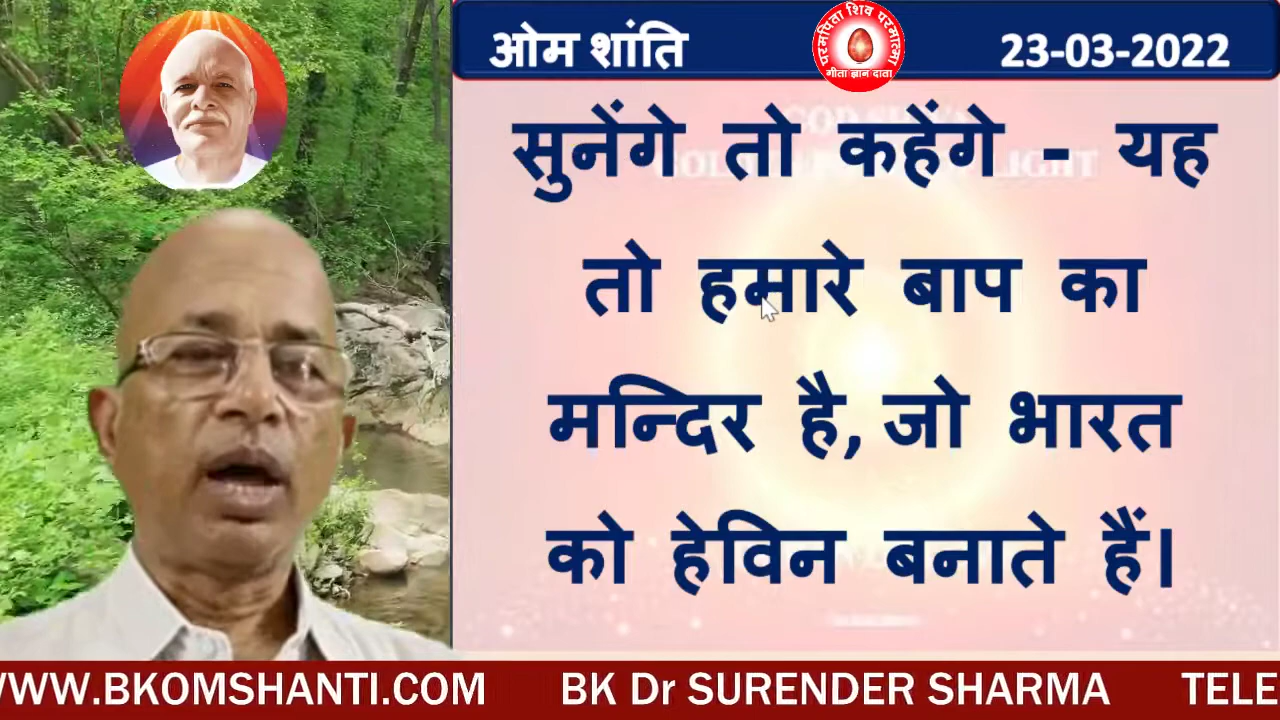 ओम शांति
परमपिता शिव परमात्मा
गीता ज्ञान दाता
23-03-2022
सुनेंगे तो कहेंगे - यह
तो हमारे बाप का
मन्दिर है, जो भारत
को हेविन बनाते हैं।
WWW.BKOMSHANTI.COM BK Dr SURENDER SHARMA TELE